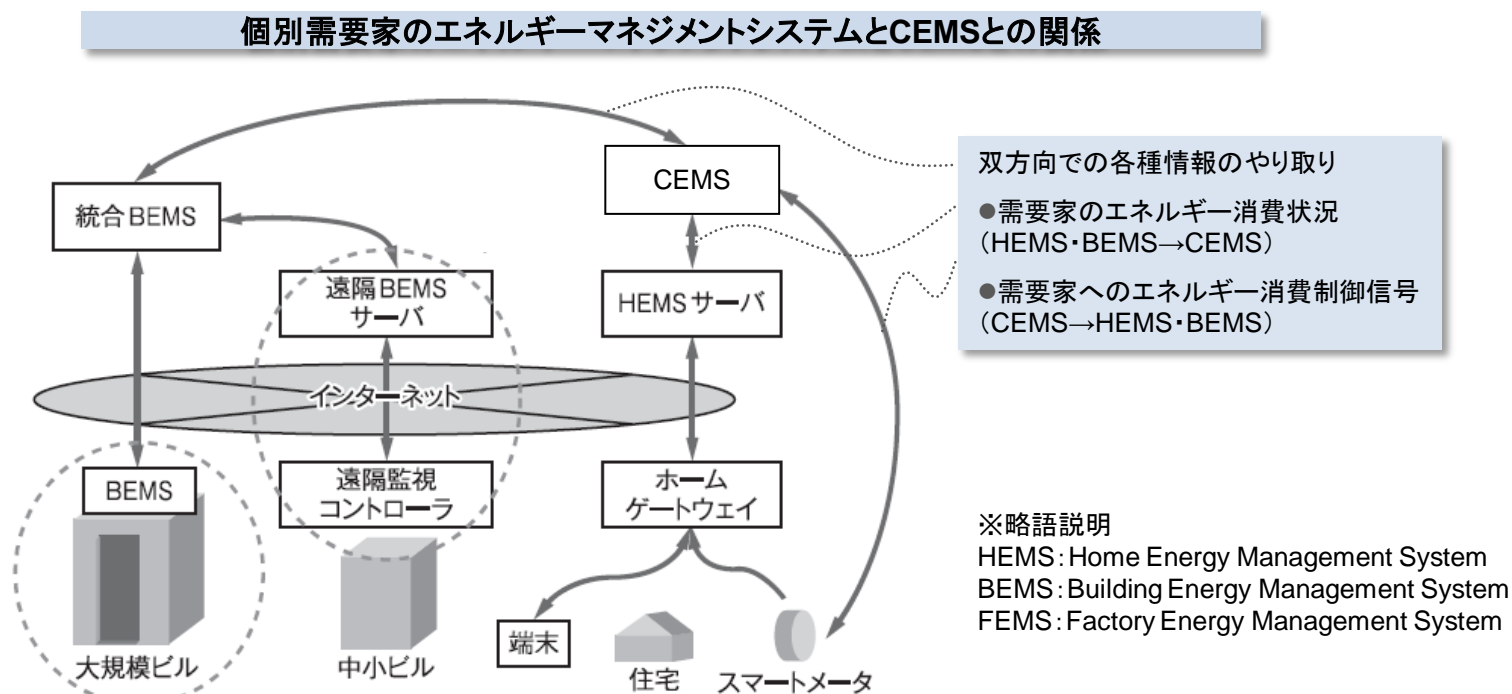 個別需要家のエネルギーマネジメントシステムとCEMSとの関係
CEMS
統合BEMS
遠隔BEMS
サーバ
HEMSサーバ
双方向での各種情報のやり取り
●需要家のエネルギー消費状況
（HEMS・BEMS→CEMS）
●需要家へのエネルギー消費制御信号
（CEMS→HEMS・BEMS）
インターネット
BEMS
遠隔監視
コントローラ
ホーム
ゲートウェイ
大規模ビル
中小ビル
端末
住宅
スマートメータ
※略語説明
HEMS：Home Energy Management System
BEMS：Building Energy Management System
FEMS：Factory Energy Management System